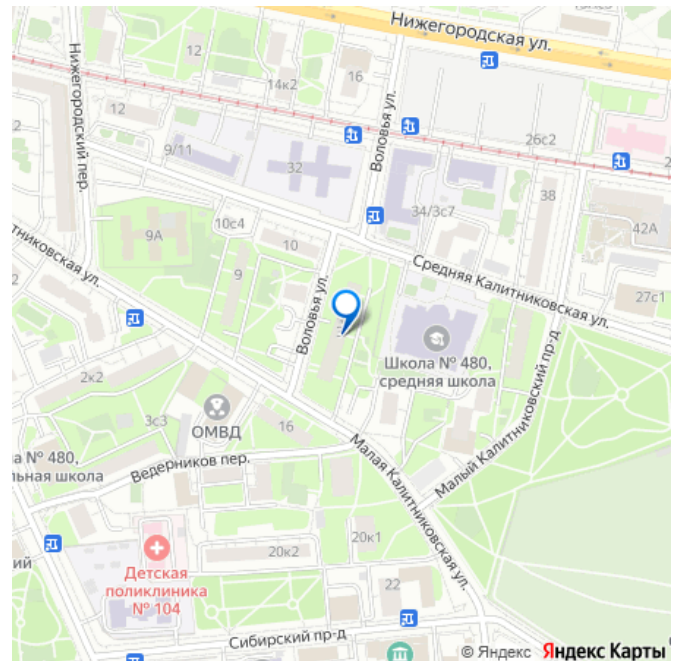 Нижегородская ул.
12
14к2
16
Нижегородский пер.
12
Воловья ул.
26с2
9/11
32
34/3с7
38
42А
9А
10с4
10
9
Средняя Калитниковская ул.
27с1
тниковская ул.
Воловья ул.
Школа № 480,
средняя школа
Малый Калитниковский пр-д
2к2
3с3
ОМВД
16
а № 480,
льная школа
Ведерников пер.
Малая Калитниковская ул.
20к1
20к2
Детская
поликлиника
№ 104
22
ий
Сибирский пр-д
© Яндекс Яндекс Карты